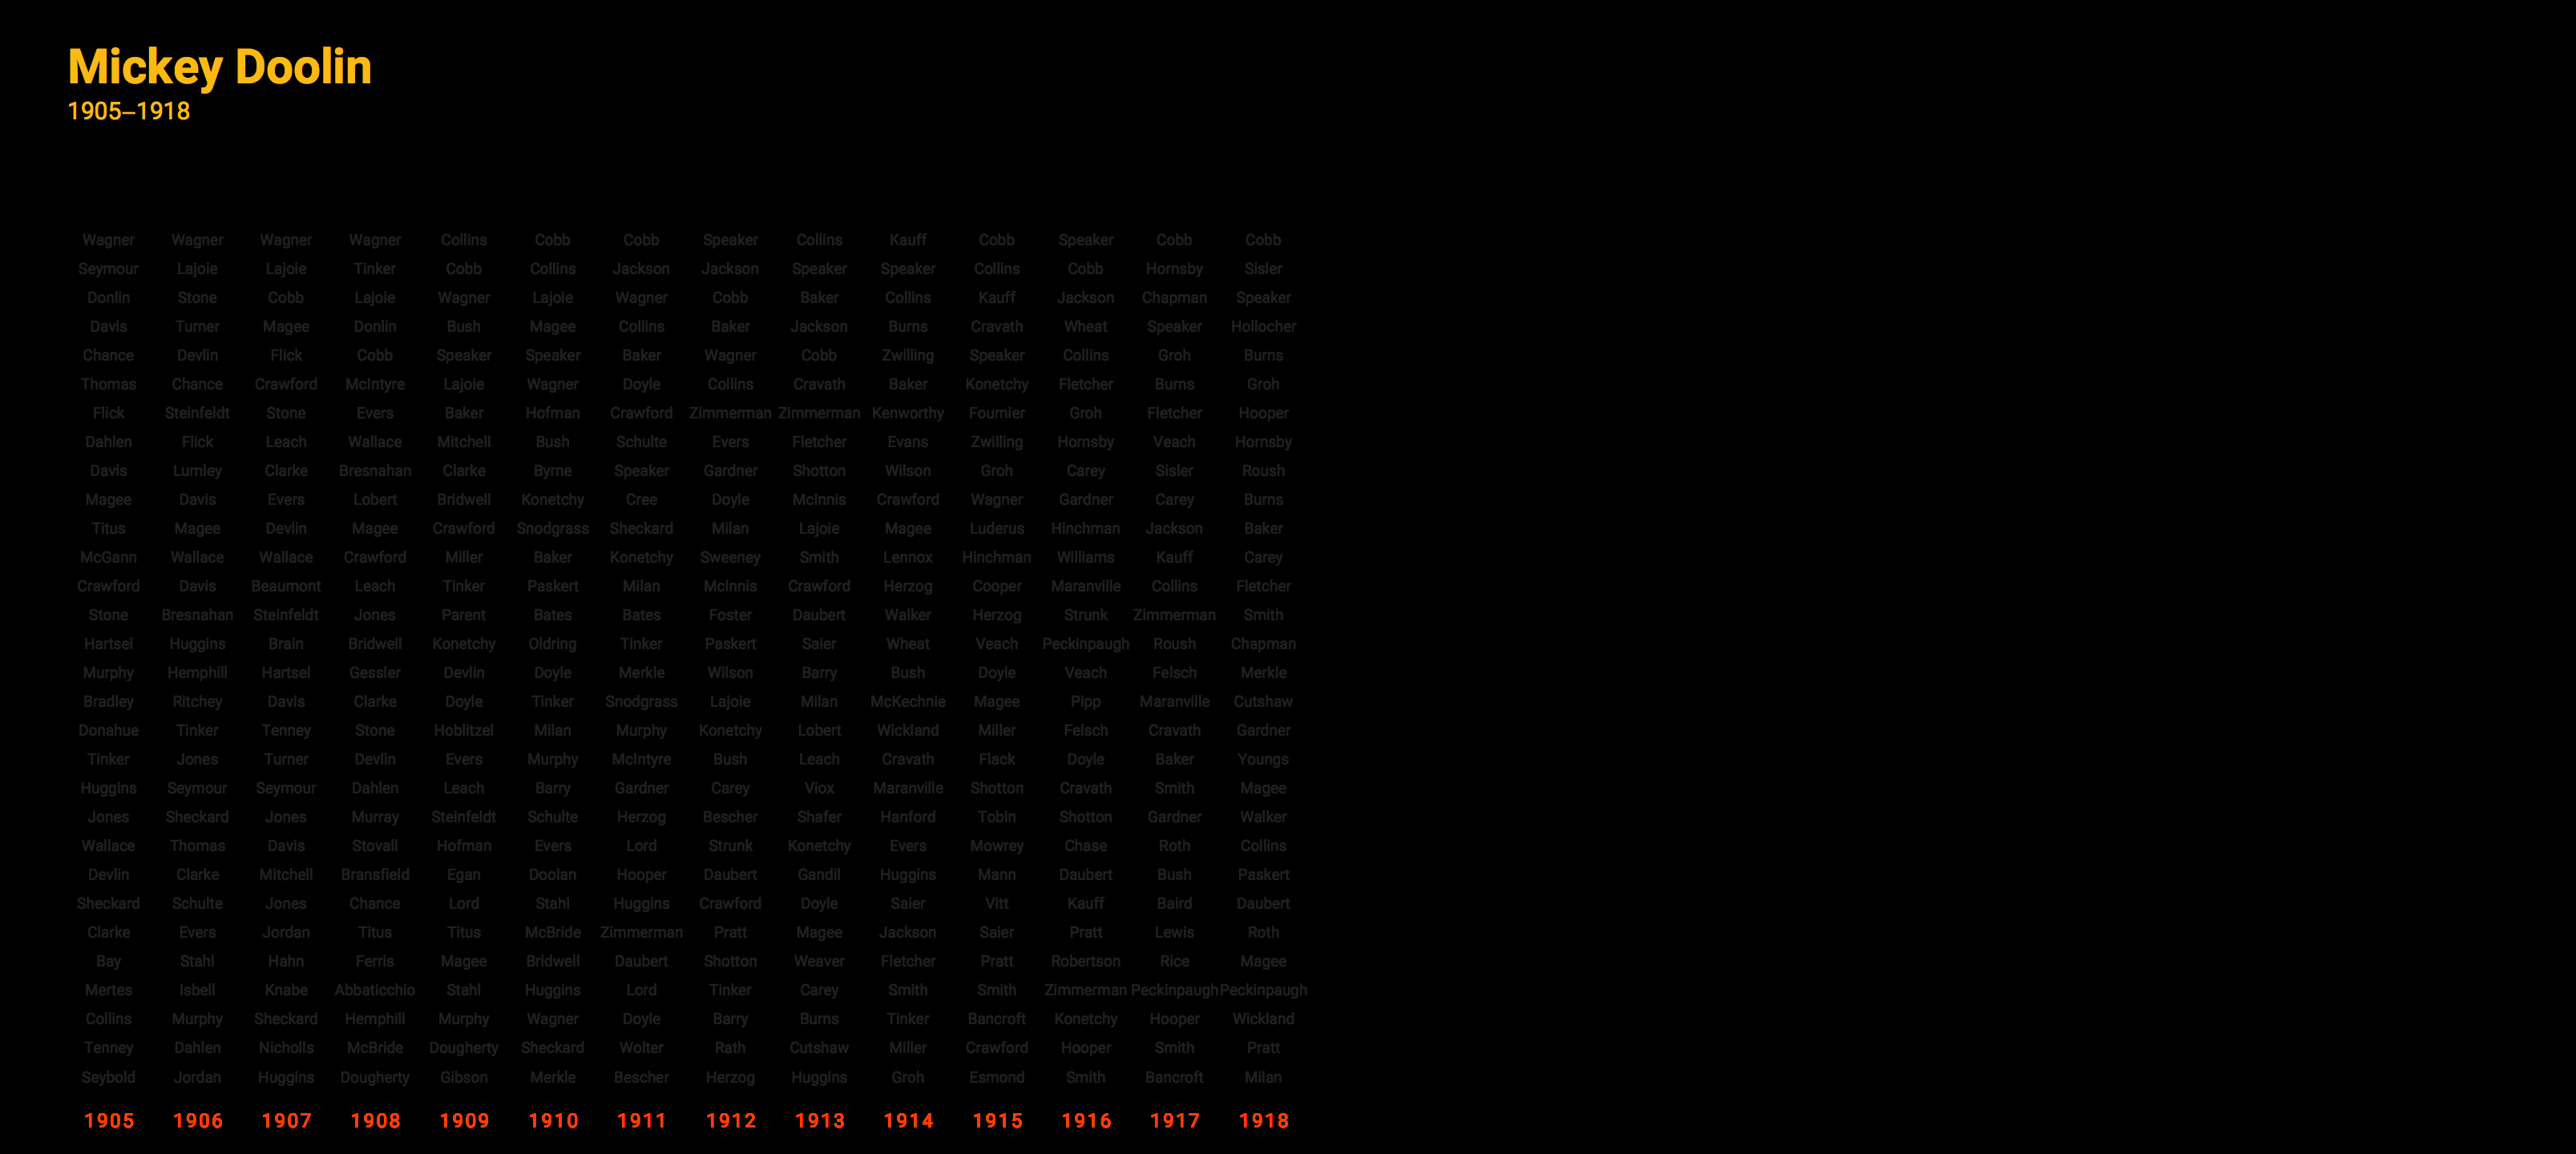 Mickey Doolin
1905–1918
Wagner Wagner Wagner Wagner Collins Cobb Cobb Speaker Collins Kauff Cobb Speaker Cobb Cobb
Seymour Lajoie Lajoie Tinker Cobb Collins Jackson Jackson Speaker Speaker Collins Cobb Hornsby Sisler
Donlin Stone Cobb Lajoie Wagner Lajoie Wagner Cobb Baker Collins Kauff Jackson Chapman Speaker
Davis Turner Magee Donlin Bush Magee Collins Baker Jackson Burns Cravath Wheat Speaker Hollocher
Chance Devlin Flick Cobb Speaker Speaker Baker Wagner Cobb Zwilling Speaker Collins Groh Burns
Thomas Chance Crawford McIntyre Lajoie Wagner Doyle Collins Cravath Baker Konetchy Fletcher Burns Groh
Flick Steinfeldt Stone Evers Baker Hofman Crawford Zimmerman Zimmerman Kenworthy Fournier Groh Fletcher Hooper
Dahlen Flick Leach Wallace Mitchell Bush Schulte Evers Fletcher Evans Zwilling Hornsby Veach Hornsby
Davis Lumley Clarke Bresnahan Clarke Byrne Speaker Gardner Shotton Wilson Groh Carey Sisler Roush
Magee Davis Evers Lobert Bridwell Konetchy Cree Doyle McInnis Crawford Wagner Gardner Carey Burns
Titus Magee Devlin Magee Crawford Snodgrass Sheckard Milan Lajoie Magee Luderus Hinchman Jackson Baker
McGann Wallace Wallace Crawford Miller Baker Konetchy Sweeney Smith Lennox Hinchman Williams Kauff Carey
Crawford Davis Beaumont Leach Tinker Paskert Milan McInnis Crawford Herzog Cooper Maranville Collins Fletcher
Stone Bresnahan Steinfeldt Jones Parent Bates Bates Foster Daubert Walker Herzog Strunk Zimmerman Smith
Hartsel Huggins Brain Bridwell Konetchy Oldring Tinker Paskert Saier Wheat Veach Peckinpaugh Roush Chapman
Murphy Hemphill Hartsel Gessler Devlin Doyle Merkle Wilson Barry Bush Doyle Veach Felsch Merkle
Bradley Ritchey Davis Clarke Doyle Tinker Snodgrass Lajoie Milan McKechnie Magee Pipp Maranville Cutshaw
Donahue Tinker Tenney Stone Hoblitzel Milan Murphy Konetchy Lobert Wickland Miller Felsch Cravath Gardner
Tinker Jones Turner Devlin Evers Murphy McIntyre Bush Leach Cravath Flack Doyle Baker Youngs
Huggins Seymour Seymour Dahlen Leach Barry Gardner Carey Viox Maranville Shotton Cravath Smith Magee
Jones Sheckard Jones Murray Steinfeldt Schulte Herzog Bescher Shafer Hanford Tobin Shotton Gardner Walker
Wallace Thomas Davis Stovall Hofman Evers Lord Strunk Konetchy Evers Mowrey Chase Roth Collins
Devlin Clarke Mitchell Bransfield Egan Doolan Hooper Daubert Gandil Huggins Mann Daubert Bush Paskert
Sheckard Schulte Jones Chance Lord Stahl Huggins Crawford Doyle Saier Vitt Kauff Baird Daubert
Clarke Evers Jordan Titus Titus McBride Zimmerman Pratt Magee Jackson Saier Pratt Lewis Roth
Bay Stahl Hahn Ferris Magee Bridwell Daubert Shotton Weaver Fletcher Pratt Robertson Rice Magee
Mertes Isbell Knabe Abbaticchio Stahl Huggins Lord Tinker Carey Smith Smith Zimmerman Peckinpaugh Peckinpaugh
Collins Murphy Sheckard Hemphill Murphy Wagner Doyle Barry Burns Tinker Bancroft Konetchy Hooper Wickland
Tenney Dahlen Nicholls McBride Dougherty Sheckard Wolter Rath Cutshaw Miller Crawford Hooper Smith Pratt
Seybold Jordan Huggins Dougherty Gibson Merkle Bescher Herzog Huggins Groh Esmond Smith Bancroft Milan
1905 1906 1907 1908 1909 1910 1911 1912 1913 1914 1915 1916 1917 1918